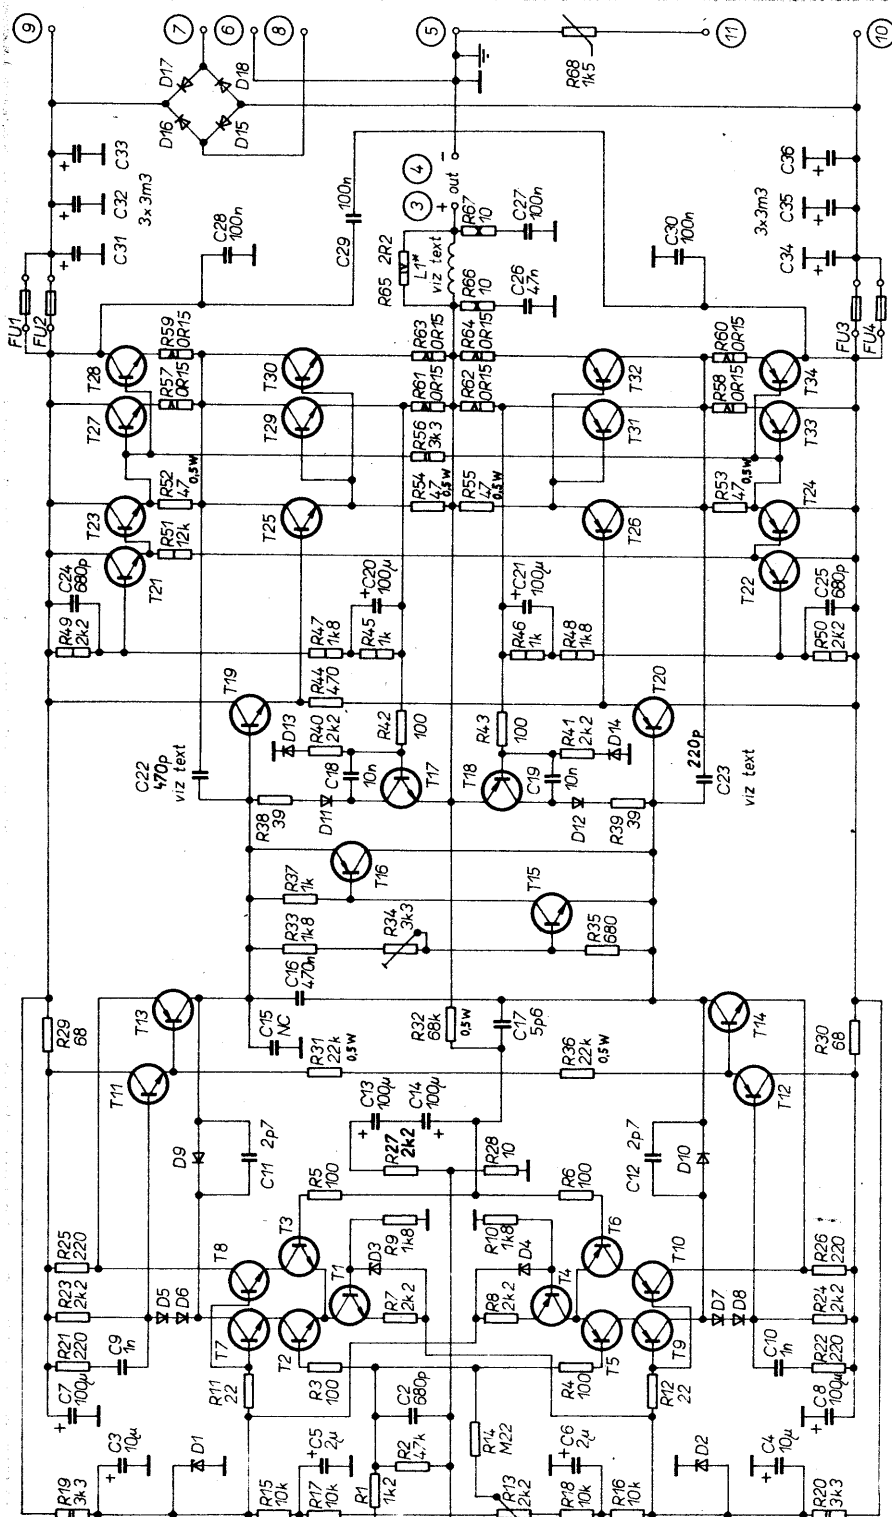 9
7
6
8
5
11
10
D17
D18
D16
D15
R68
1k5
C33
C32
3x3m3
C31
C28
100n
C29
100n
3
4
+ out -
R65 2R2
L1*
viz text
R67
10
C27
100n
R66
10
C26
47n
C30
100n
C36
C35
3x3m3
C34
FU1
FU2
FU3
FU4
T28
T27
R59
0R15
R57
0R15
T30
T29
R63
0R15
R61
0R15
R64
0R15
R62
0R15
T32
T31
R60
0R15
R58
0R15
T34
T33
R56
3k3
T23
R52
47
0,5W
T25
R54
47
0,5W
R55
47
0,5W
T26
R53
47
0,5W
T24
T21
R51
12k
T22
C24
680p
R49
2k2
R47
1k8
R45
1k
+C20
100µ
+C21
100µ
R46
1k
R48
1k8
C25
680p
R50
2k2
T19
R44
470
T20
C22
470p
viz text
D13
R40
2k2
R42
100
R43
100
R41
2k2
D14
220p
C23
viz text
R38
39
D11
C18
10n
T17
T18
C19
10n
D12
R39
39
R37
1k
T16
T15
R33
1k8
R34
3k3
R35
680
C16
470n
R29
68
T13
C15
NC
R32
68k
0,5W
C17
5p6
T14
R30
68
T11
R31
22k
0,5W
R36
22k
0,5W
T12
C13
100µ
C14
100µ
R27
2k2
R28
10
D9
2p7
C11
2p7
C12
D10
R5
100
R6
100
R25
220
T8
T3
R9
1k8
R10
1k8
T6
T10
R26
220
R23
2k2
D5
D6
T1
D3
D4
T4
D7
D8
R24
2k2
R21
220
C9
1n
T7
T2
R7
2k2
R8
2k2
T5
T9
C10
1n
R22
220
C7
100µ
R11
22
R3
100
C2
680p
R4
100
R12
22
C8
100µ
C3
10µ
D1
+C5
2µ
R2
47k
R14
M22
+C6
2µ
D2
C4
10µ
R19
3k3
R15
10k
R17
10k
R1
1k2
R13
2k2
R18
10k
R16
10k
R20
3k3